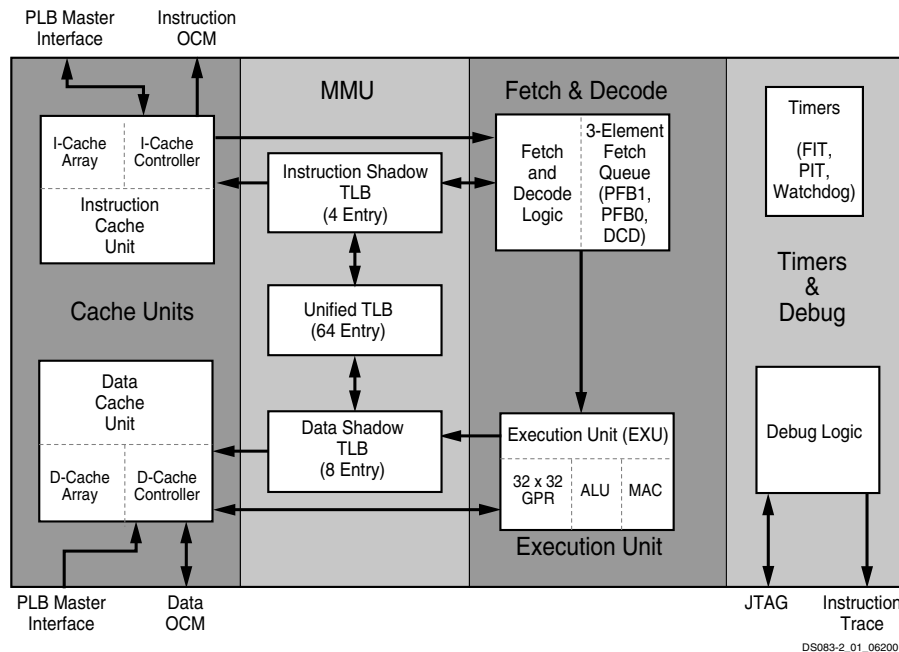 PLB Master
Interface
Instruction
OCM
MMU
Fetch & Decode
I-Cache
Array
I-Cache
Controller
Instruction
Cache
Unit
Instruction Shadow
TLB
(4 Entry)
Fetch
and
Decode
Logic
3-Element
Fetch
Queue
(PFB1,
PFB0,
DCD)
Timers
(FIT,
PIT,
Watchdog)
Cache Units
Unified TLB
(64 Entry)
Timers
&
Debug
Data
Cache
Unit
D-Cache
Array
D-Cache
Controller
Data Shadow
TLB
(8 Entry)
Execution Unit (EXU)
32 x 32
GPR
ALU
MAC
Execution Unit
Debug Logic
PLB Master
Interface
Data
OCM
JTAG
Instruction
Trace
DS083-2_01_06200